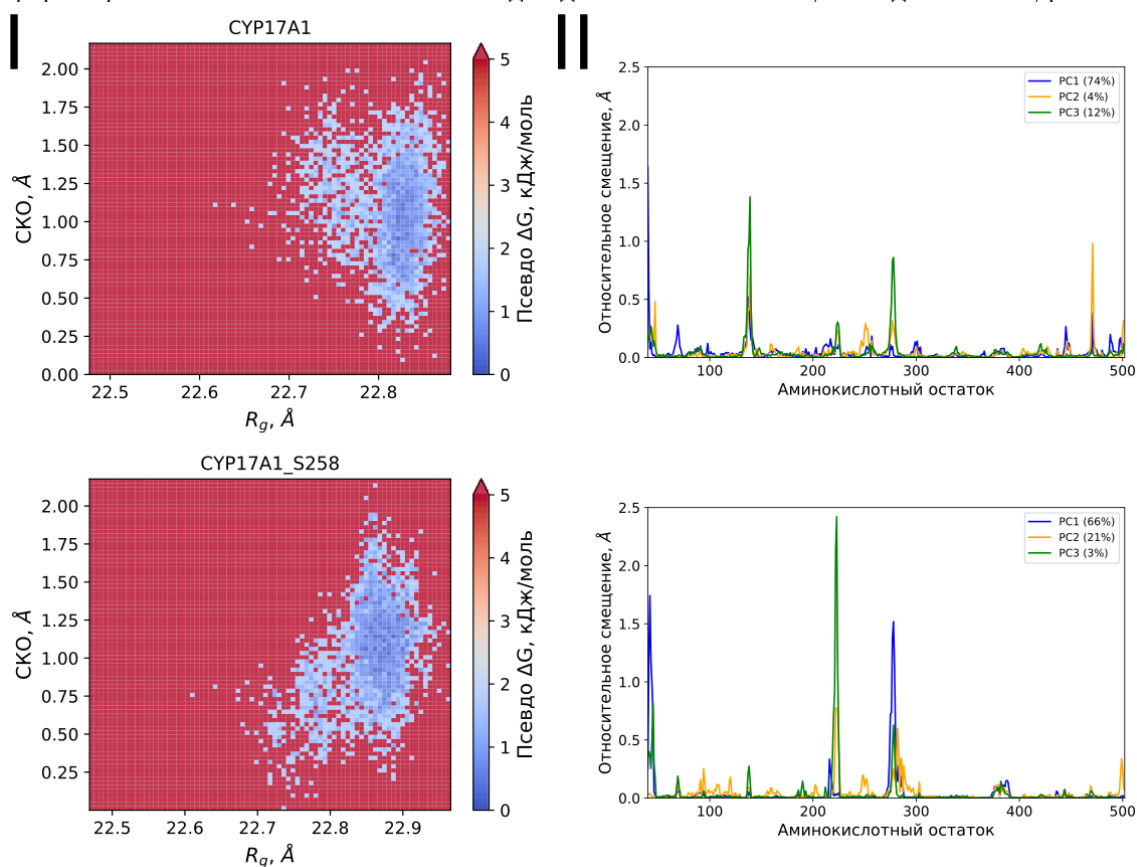 I
II
CYP17A1
СКО, Å
2.00
1.75
1.50
1.25
1.00
0.75
0.50
0.25
0.00
22.5 22.6 22.7 22.8
Rg, Å
5
4
3
2
1
0
Псевдо ΔG, кДж/моль
Относительное смещение, Å
2.5
2.0
1.5
1.0
0.5
0.0
PC1 (74%)
PC2 (4%)
PC3 (12%)
100 200 300 400 500
Аминокислотный остаток
CYP17A1_S258
СКО, Å
2.00
1.75
1.50
1.25
1.00
0.75
0.50
0.25
22.5 22.6 22.7 22.8 22.9
Rg, Å
5
4
3
2
1
0
Псевдо ΔG, кДж/моль
Относительное смещение, Å
2.5
2.0
1.5
1.0
0.5
0.0
PC1 (66%)
PC2 (21%)
PC3 (3%)
100 200 300 400 500
Аминокислотный остаток